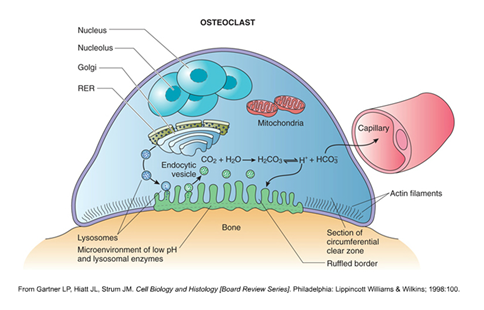 OSTEOCLAST
Nucleus
Nucleolus
Golgi
RER
Mitochondria
Capillary
Endocytic
vesicle
CO₂ + H₂O → H₂CO₃ ⇌ H⁺ + HCO₃⁻
Actin filaments
Lysosomes
Microenvironment of low pH
and lysosomal enzymes
Bone
Section of
circumferential
clear zone
Ruffled border
From Gartner LP, Hiatt JL, Strum JM. Cell Biology and Histology [Board Review Series]. Philadelphia: Lippincott Williams & Wilkins; 1998:100.